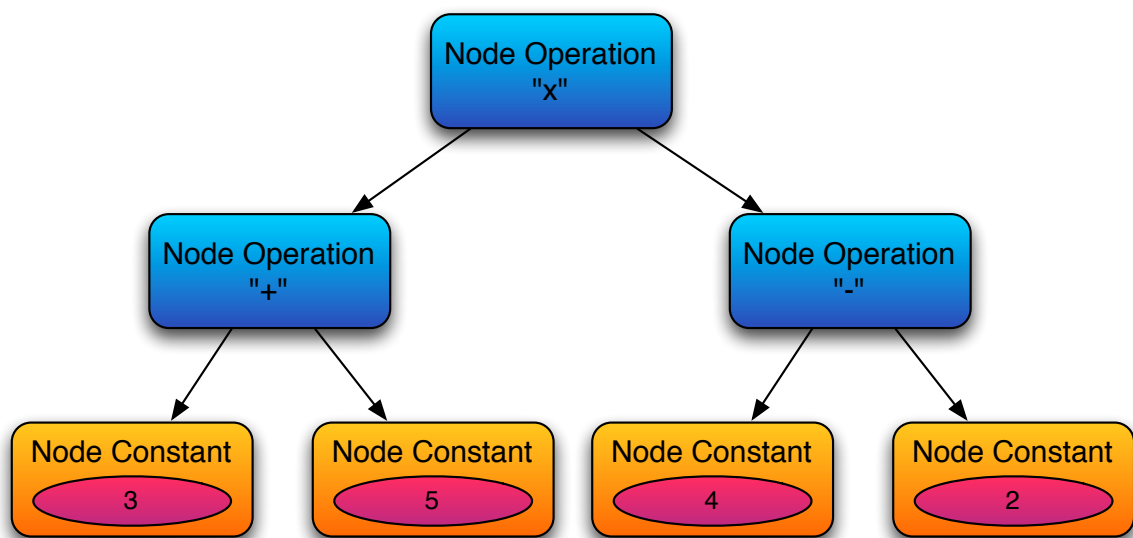 Node Operation
"x"
Node Operation
"+"
Node Operation
"-"
Node Constant
3
Node Constant
5
Node Constant
4
Node Constant
2